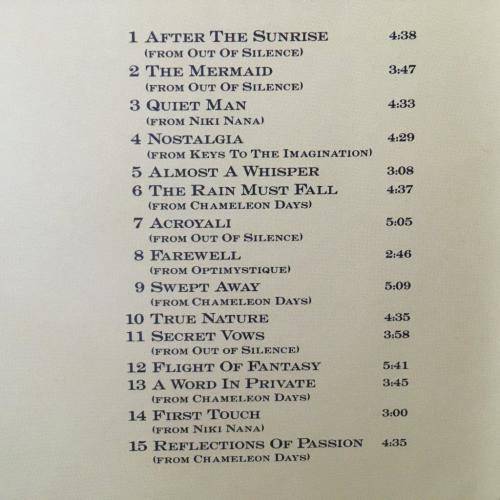 1 AFTER THE SUNRISE 4:38
(FROM OUT OF SILENCE)
2 THE MERMAID 3:47
(FROM OUT OF SILENCE)
3 QUIET MAN 4:33
(FROM NIKI NANA)
4 NOSTALGIA 4:29
(FROM KEYS TO THE IMAGINATION)
5 ALMOST A WHISPER 3:08
6 THE RAIN MUST FALL 4:37
(FROM CHAMELEON DAYS)
7 ACROYALI 5:05
(FROM OUT OF SILENCE)
8 FAREWELL 2:46
(FROM OPTIMYSTIQUE)
9 SWEPT AWAY 5:09
(FROM CHAMELEON DAYS)
10 TRUE NATURE 4:35
11 SECRET VOWS 3:58
(FROM OUT OF SILENCE)
12 FLIGHT OF FANTASY 5:41
13 A WORD IN PRIVATE 3:45
(FROM CHAMELEON DAYS)
14 FIRST TOUCH 3:00
(FROM NIKI NANA)
15 REFLECTIONS OF PASSION 4:35
(FROM CHAMELEON DAYS)